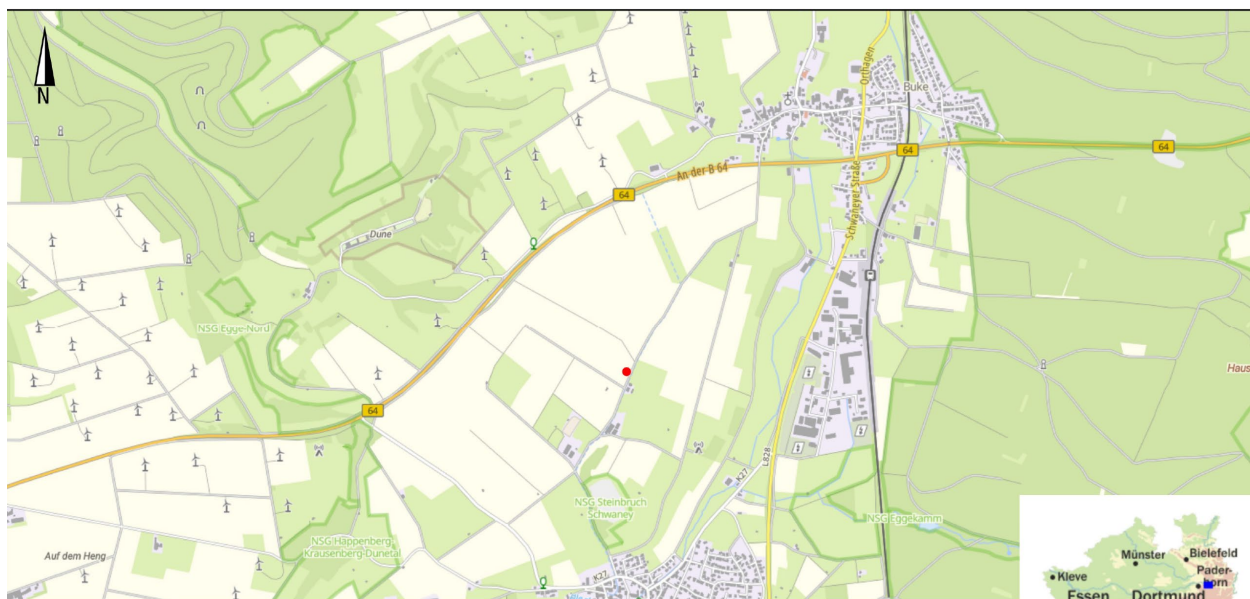 N
Orthagen
Buke
64
64
An der B 64
64
Schwaneyer Straße
Dune
NSG Egge-Nord
Haus
64
L828
K27
NSG Steinbruch
Schwaney
NSG Eggekamm
NSG Happenberg
Krausenberg-Dunetal
Auf dem Heng
K27
Münster
Bielefeld
Pader-
born
Kleve
Essen
Dortmund